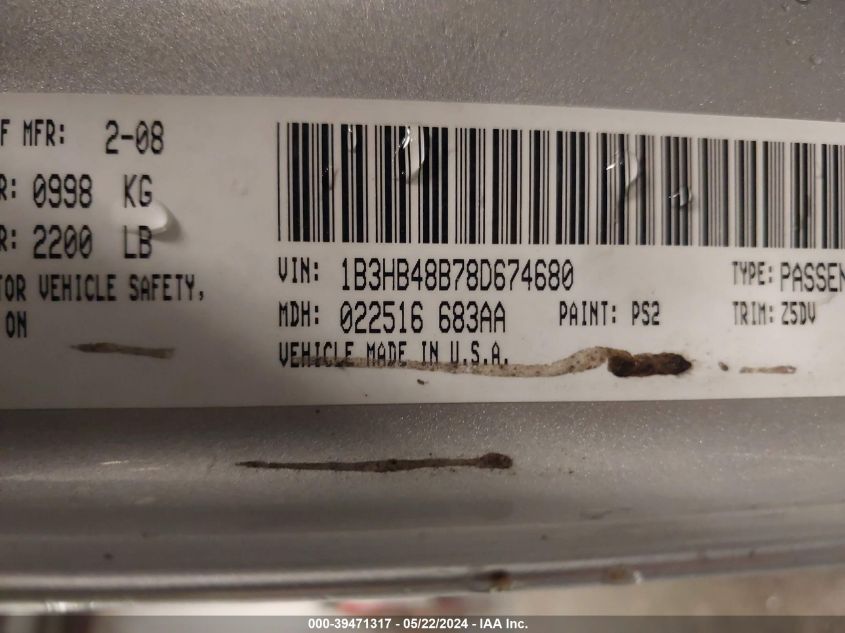 F MFR: 2-08
R: 0998 KG
R: 2200 LB
TOR VEHICLE SAFETY,
ON
VIN: 1B3HB48B78D674680 TYPE: PASSEN
MDH: 022516 683AA PAINT: PS2 TRIM: Z5DV
VEHICLE MADE IN U.S.A.
000-39471317 - 05/22/2024 - IAA Inc.